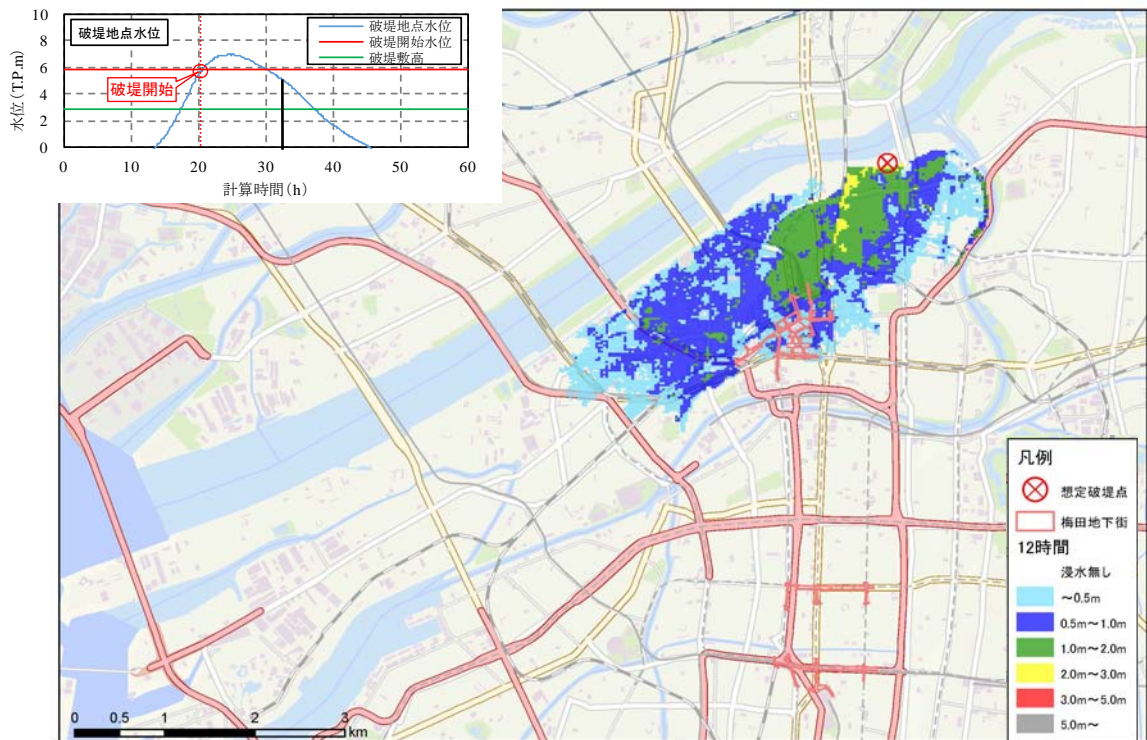 破堤地点水位
破堤地点水位
破堤開始水位
破堤敷高
破堤開始
水位(T.P.m)
10
8
6
4
2
0
0 10 20 30 40 50 60
計算時間(h)
凡例
想定破堤点
梅田地下街
12時間
浸水無し
～0.5m
0.5m～1.0m
1.0m～2.0m
2.0m～3.0m
3.0m～5.0m
5.0m～
0 0.5 1 2 3
km